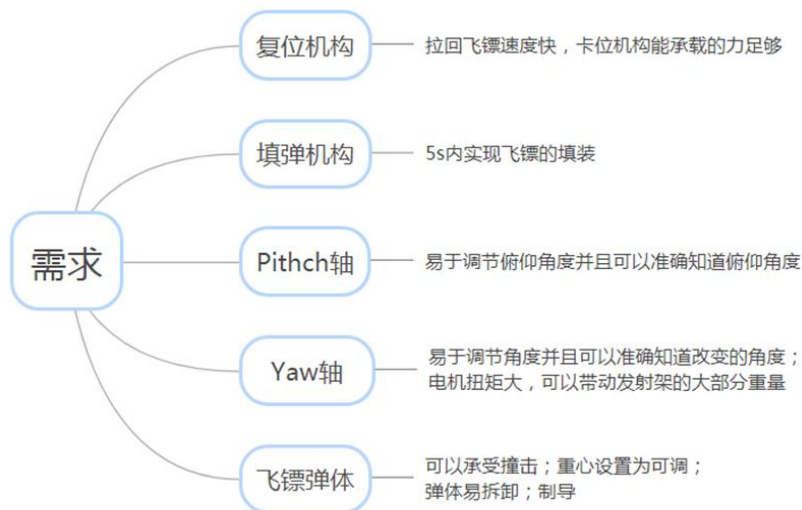 需求
复位机构
拉回飞镖速度快，卡位机构能承载的力足够
填弹机构
5s内实现飞镖的填装
Pithch轴
易于调节俯仰角度并且可以准确知道俯仰角度
Yaw轴
易于调节角度并且可以准确知道改变的角度；
电机扭矩大，可以带动发射架的大部分重量
飞镖弹体
可以承受撞击；重心设置为可调；
弹体易拆卸；制导